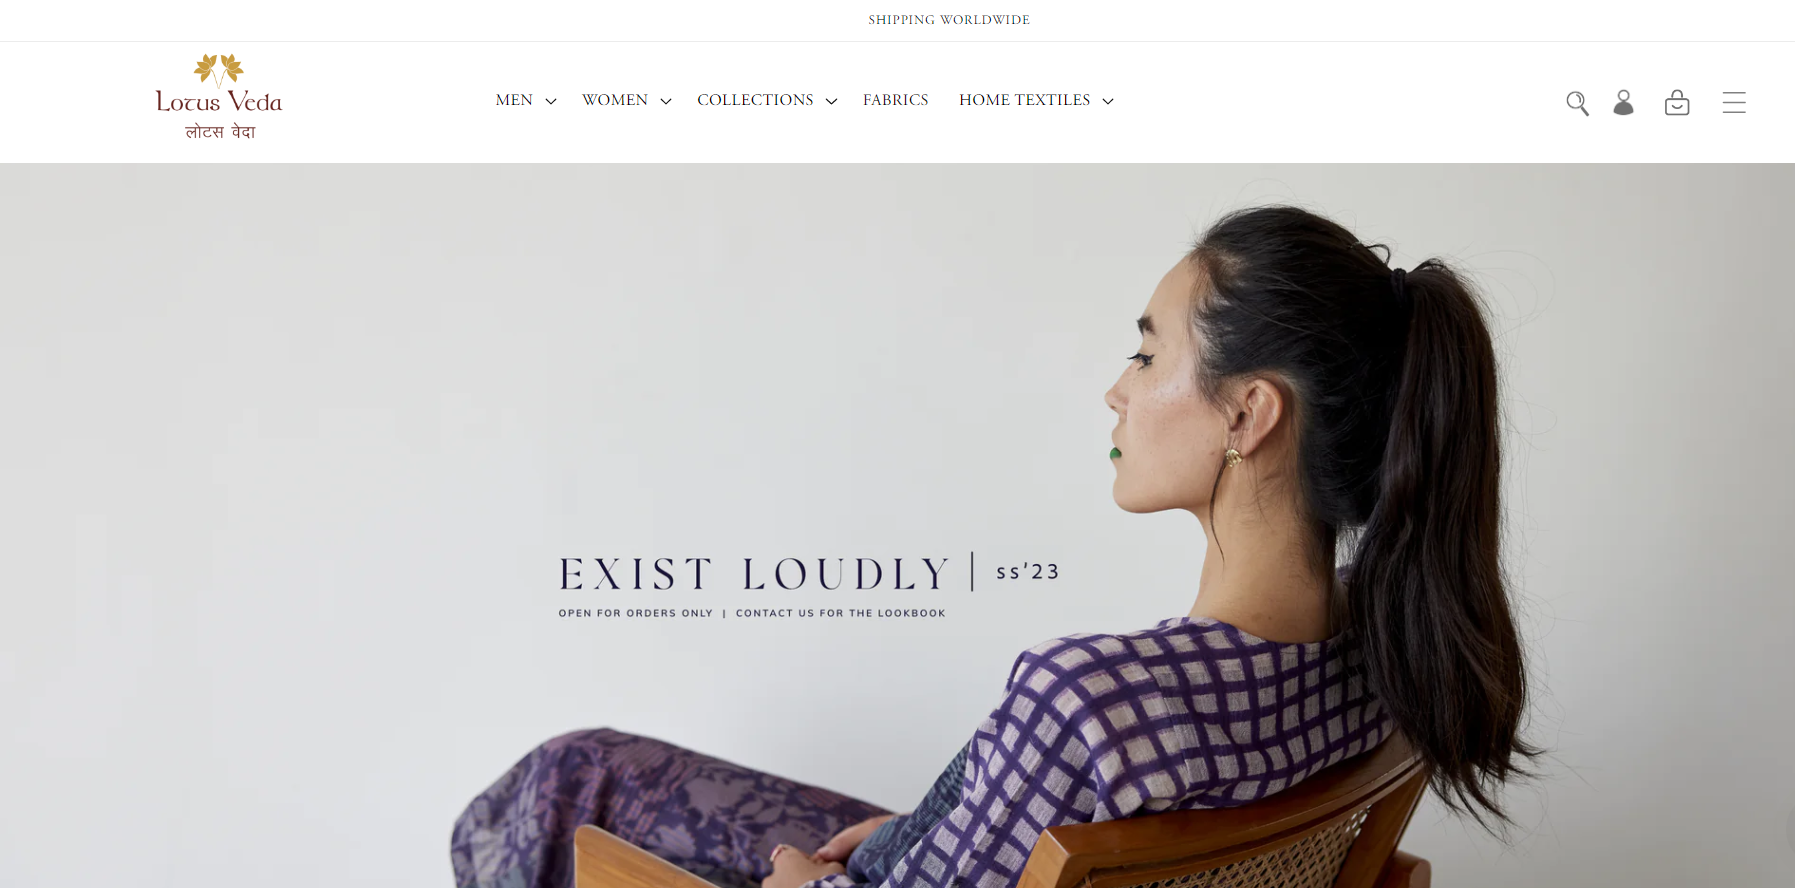 SHIPPING WORLDWIDE
Lotus Veda
लोटस वेदा
MEN WOMEN COLLECTIONS FABRICS HOME TEXTILES
EXIST LOUDLY | ss'23
OPEN FOR ORDERS ONLY | CONTACT US FOR THE LOOKBOOK